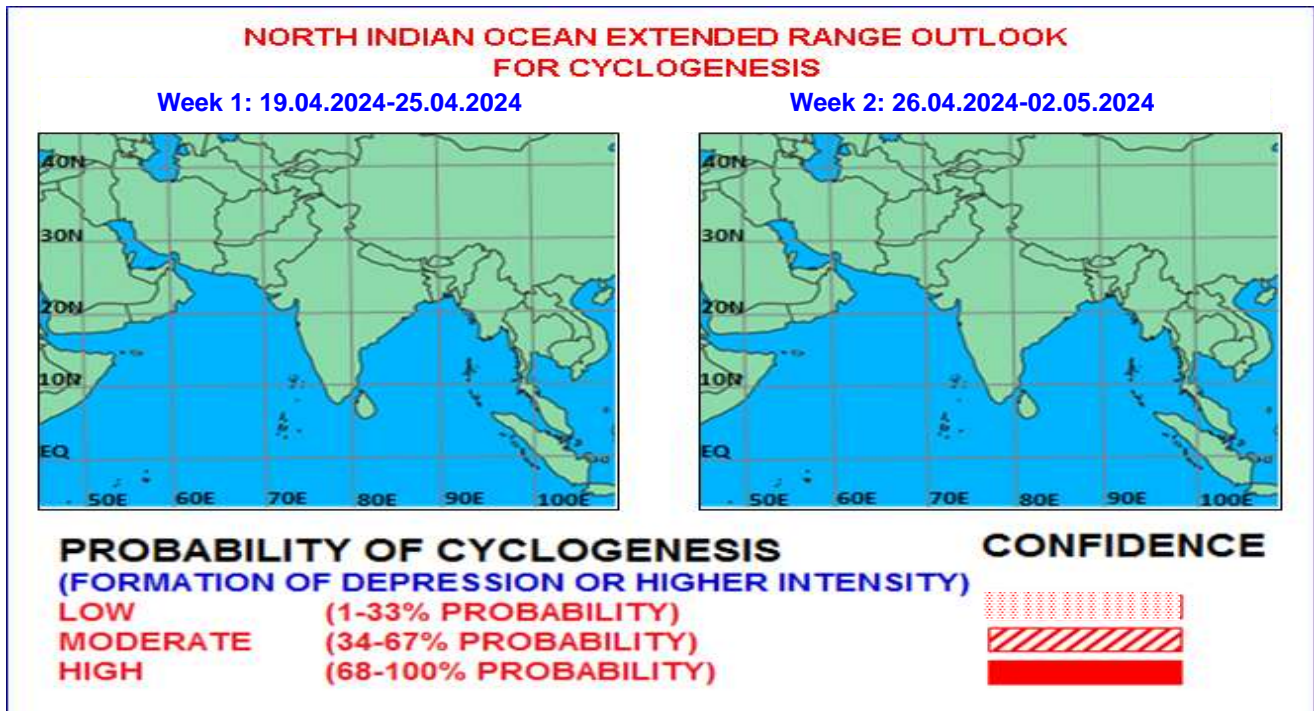 NORTH INDIAN OCEAN EXTENDED RANGE OUTLOOK
FOR CYCLOGENESIS
Week 1: 19.04.2024-25.04.2024
40N
30N
20N
10N
EQ
50E 60E 70E 80E 90E 100E
Week 2: 26.04.2024-02.05.2024
40N
30N
20N
10N
EQ
50E 60E 70E 80E 90E 100E
PROBABILITY OF CYCLOGENESIS CONFIDENCE
(FORMATION OF DEPRESSION OR HIGHER INTENSITY)
LOW (1-33% PROBABILITY)
MODERATE (34-67% PROBABILITY)
HIGH (68-100% PROBABILITY)